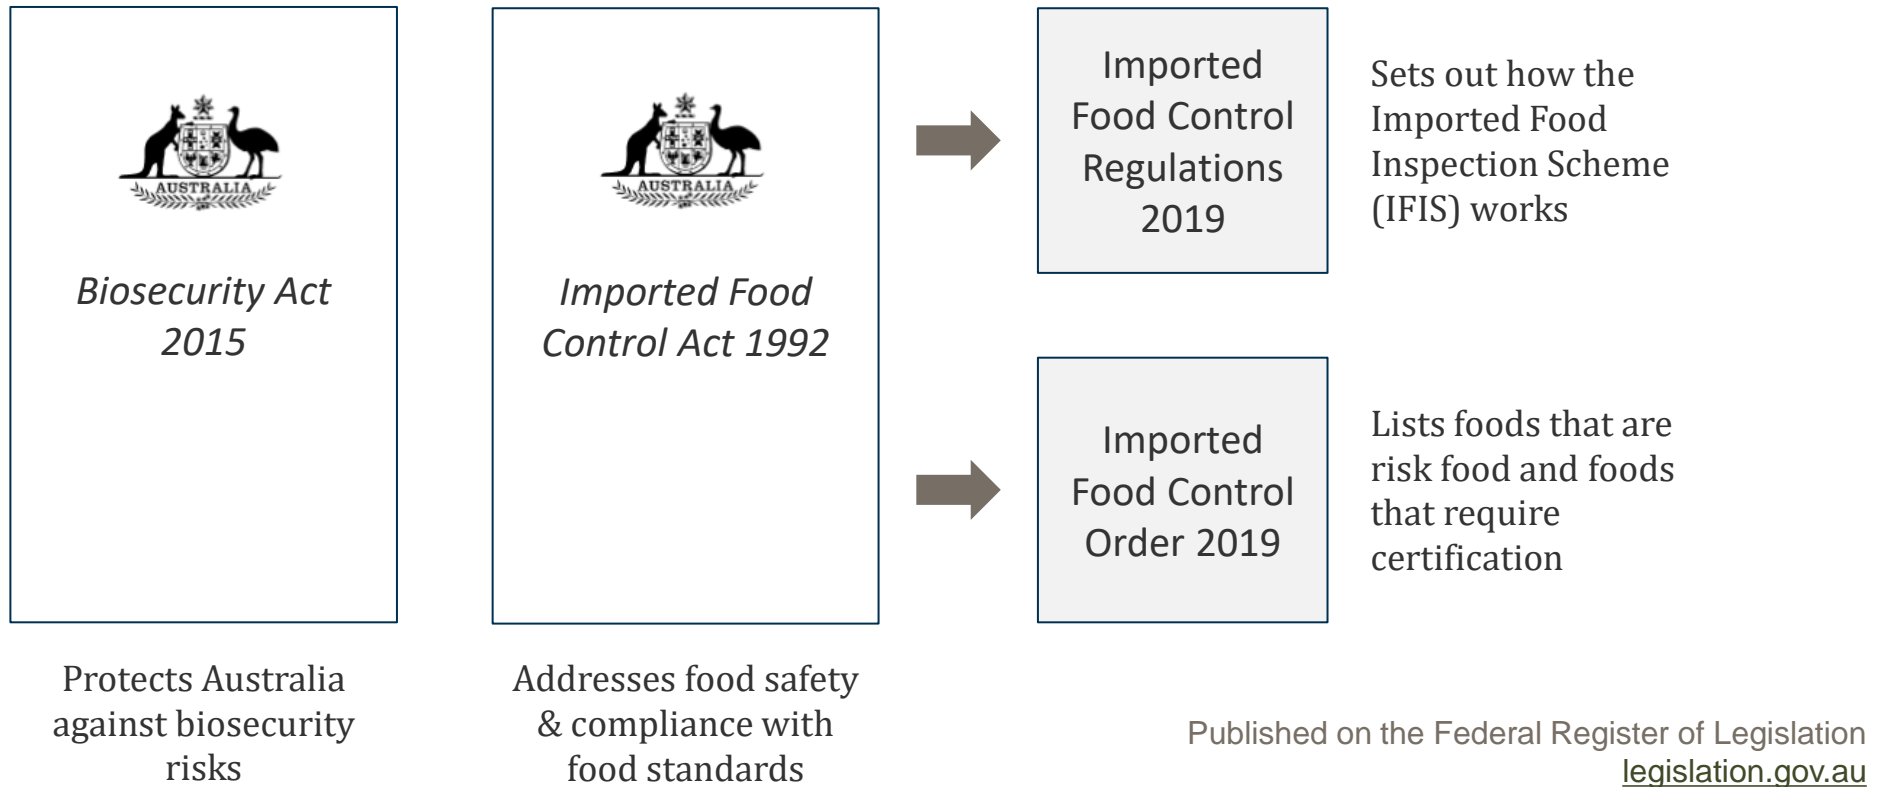 AUSTRALIA
Biosecurity Act
2015
Protects Australia
against biosecurity
risks
AUSTRALIA
Imported Food
Control Act 1992
Addresses food safety
& compliance with
food standards
Imported
Food Control
Regulations
2019
Sets out how the
Imported Food
Inspection Scheme
(IFIS) works
Imported
Food Control
Order 2019
Lists foods that are
risk food and foods
that require
certification
Published on the Federal Register of Legislation
legislation.gov.au